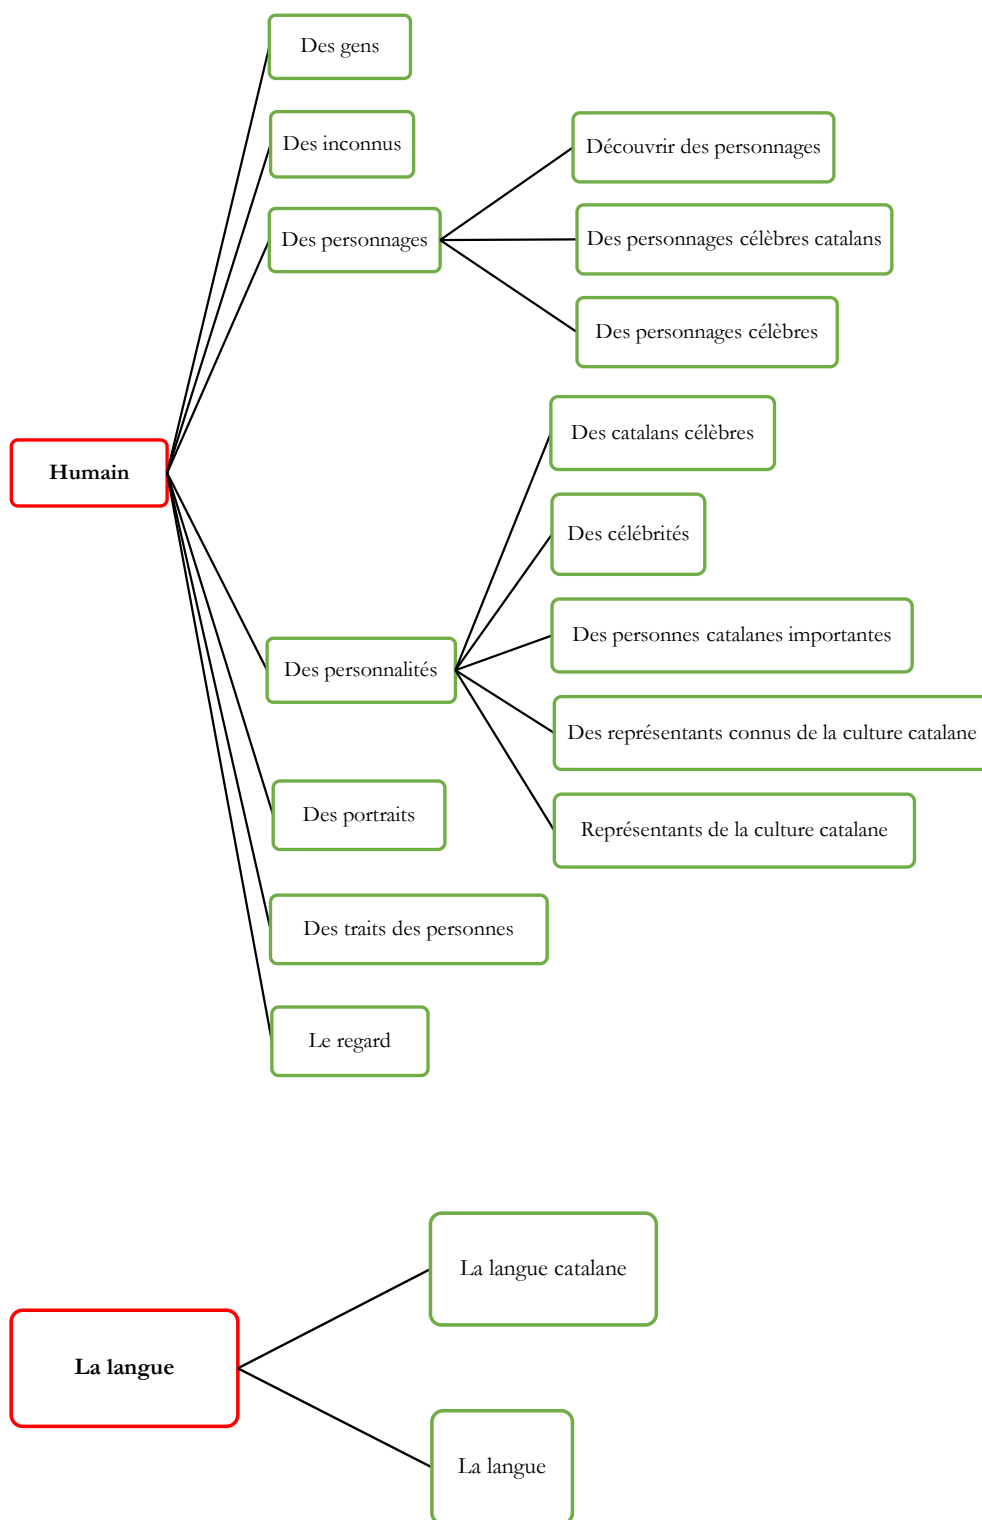 Des gens
Des inconnus
Découvrir des personnages
Des personnages
Des personnages célèbres catalans
Des personnages célèbres
Des catalans célèbres
Humain
Des célébrités
Des personnes catalanes importantes
Des personnalités
Des représentants connus de la culture catalane
Des portraits
Représentants de la culture catalane
Des traits des personnes
Le regard
La langue catalane
La langue
La langue